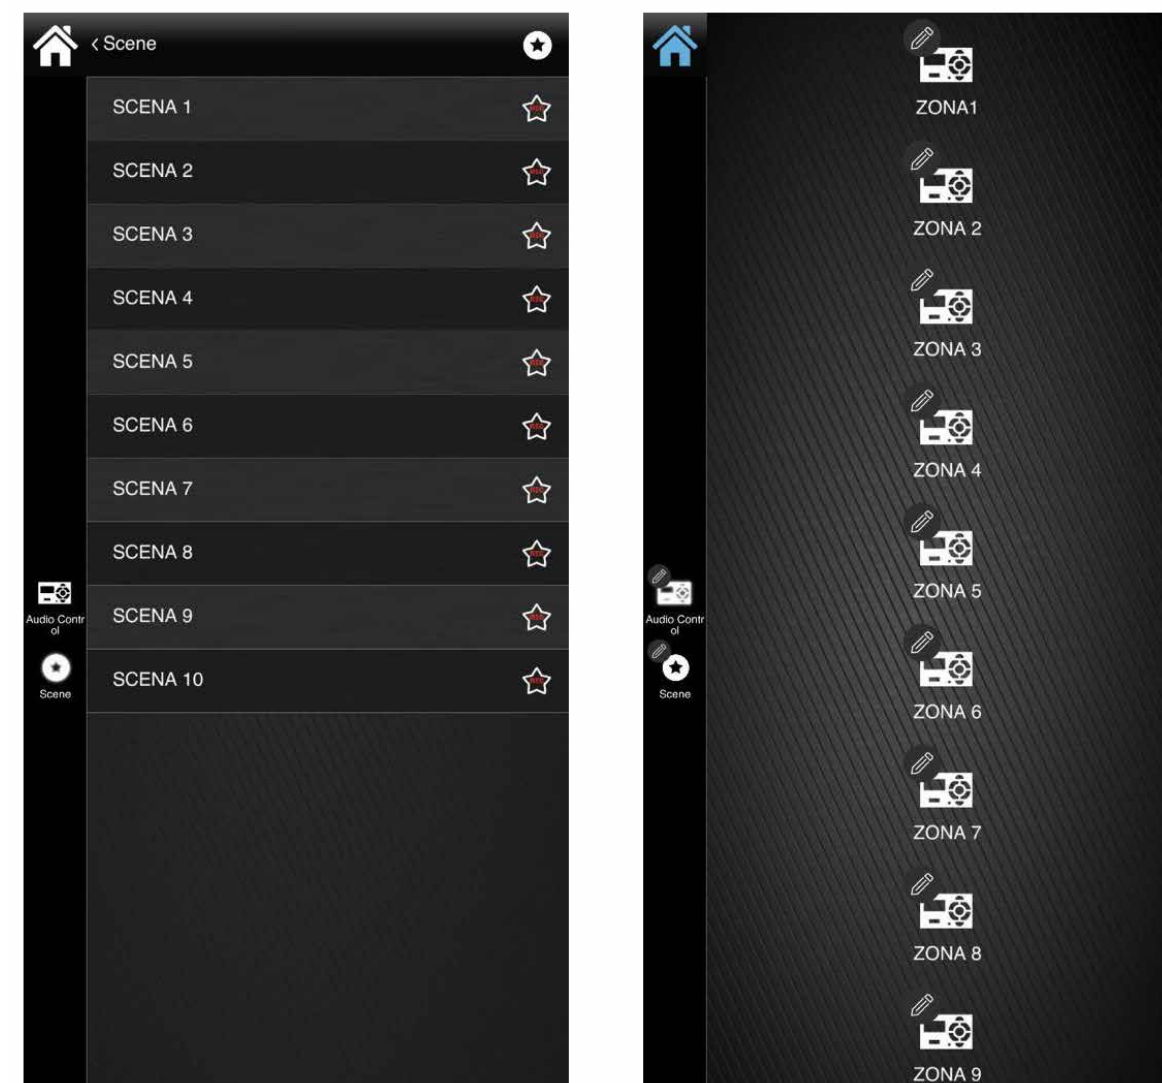 Scene
SCENA 1
SCENA 2
SCENA 3
SCENA 4
SCENA 5
SCENA 6
SCENA 7
SCENA 8
SCENA 9
SCENA 10
Audio Contr
ol
Scene
ZONA1
ZONA 2
ZONA 3
ZONA 4
ZONA 5
ZONA 6
ZONA 7
ZONA 8
ZONA 9
Audio Contr
ol
Scene